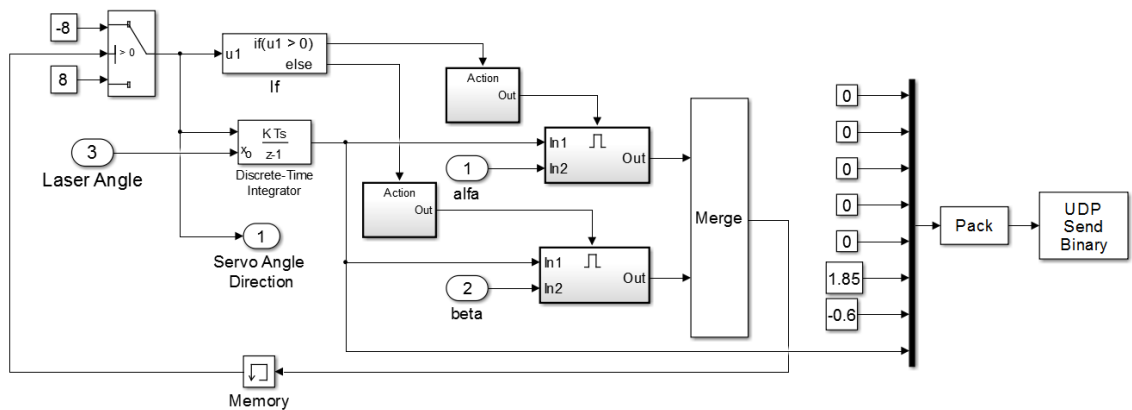 -8
> 0
8
u1
if(u1 > 0)
else
If
3
Laser Angle
x0
K Ts
z-1
Discrete-Time
Integrator
1
Servo Angle
Direction
Action
Out
Action
Out
1
alfa
In1
In2
Out
2
beta
In1
In2
Out
Merge
Memory
0
0
0
0
0
1.85
-0.6
Pack
UDP
Send
Binary